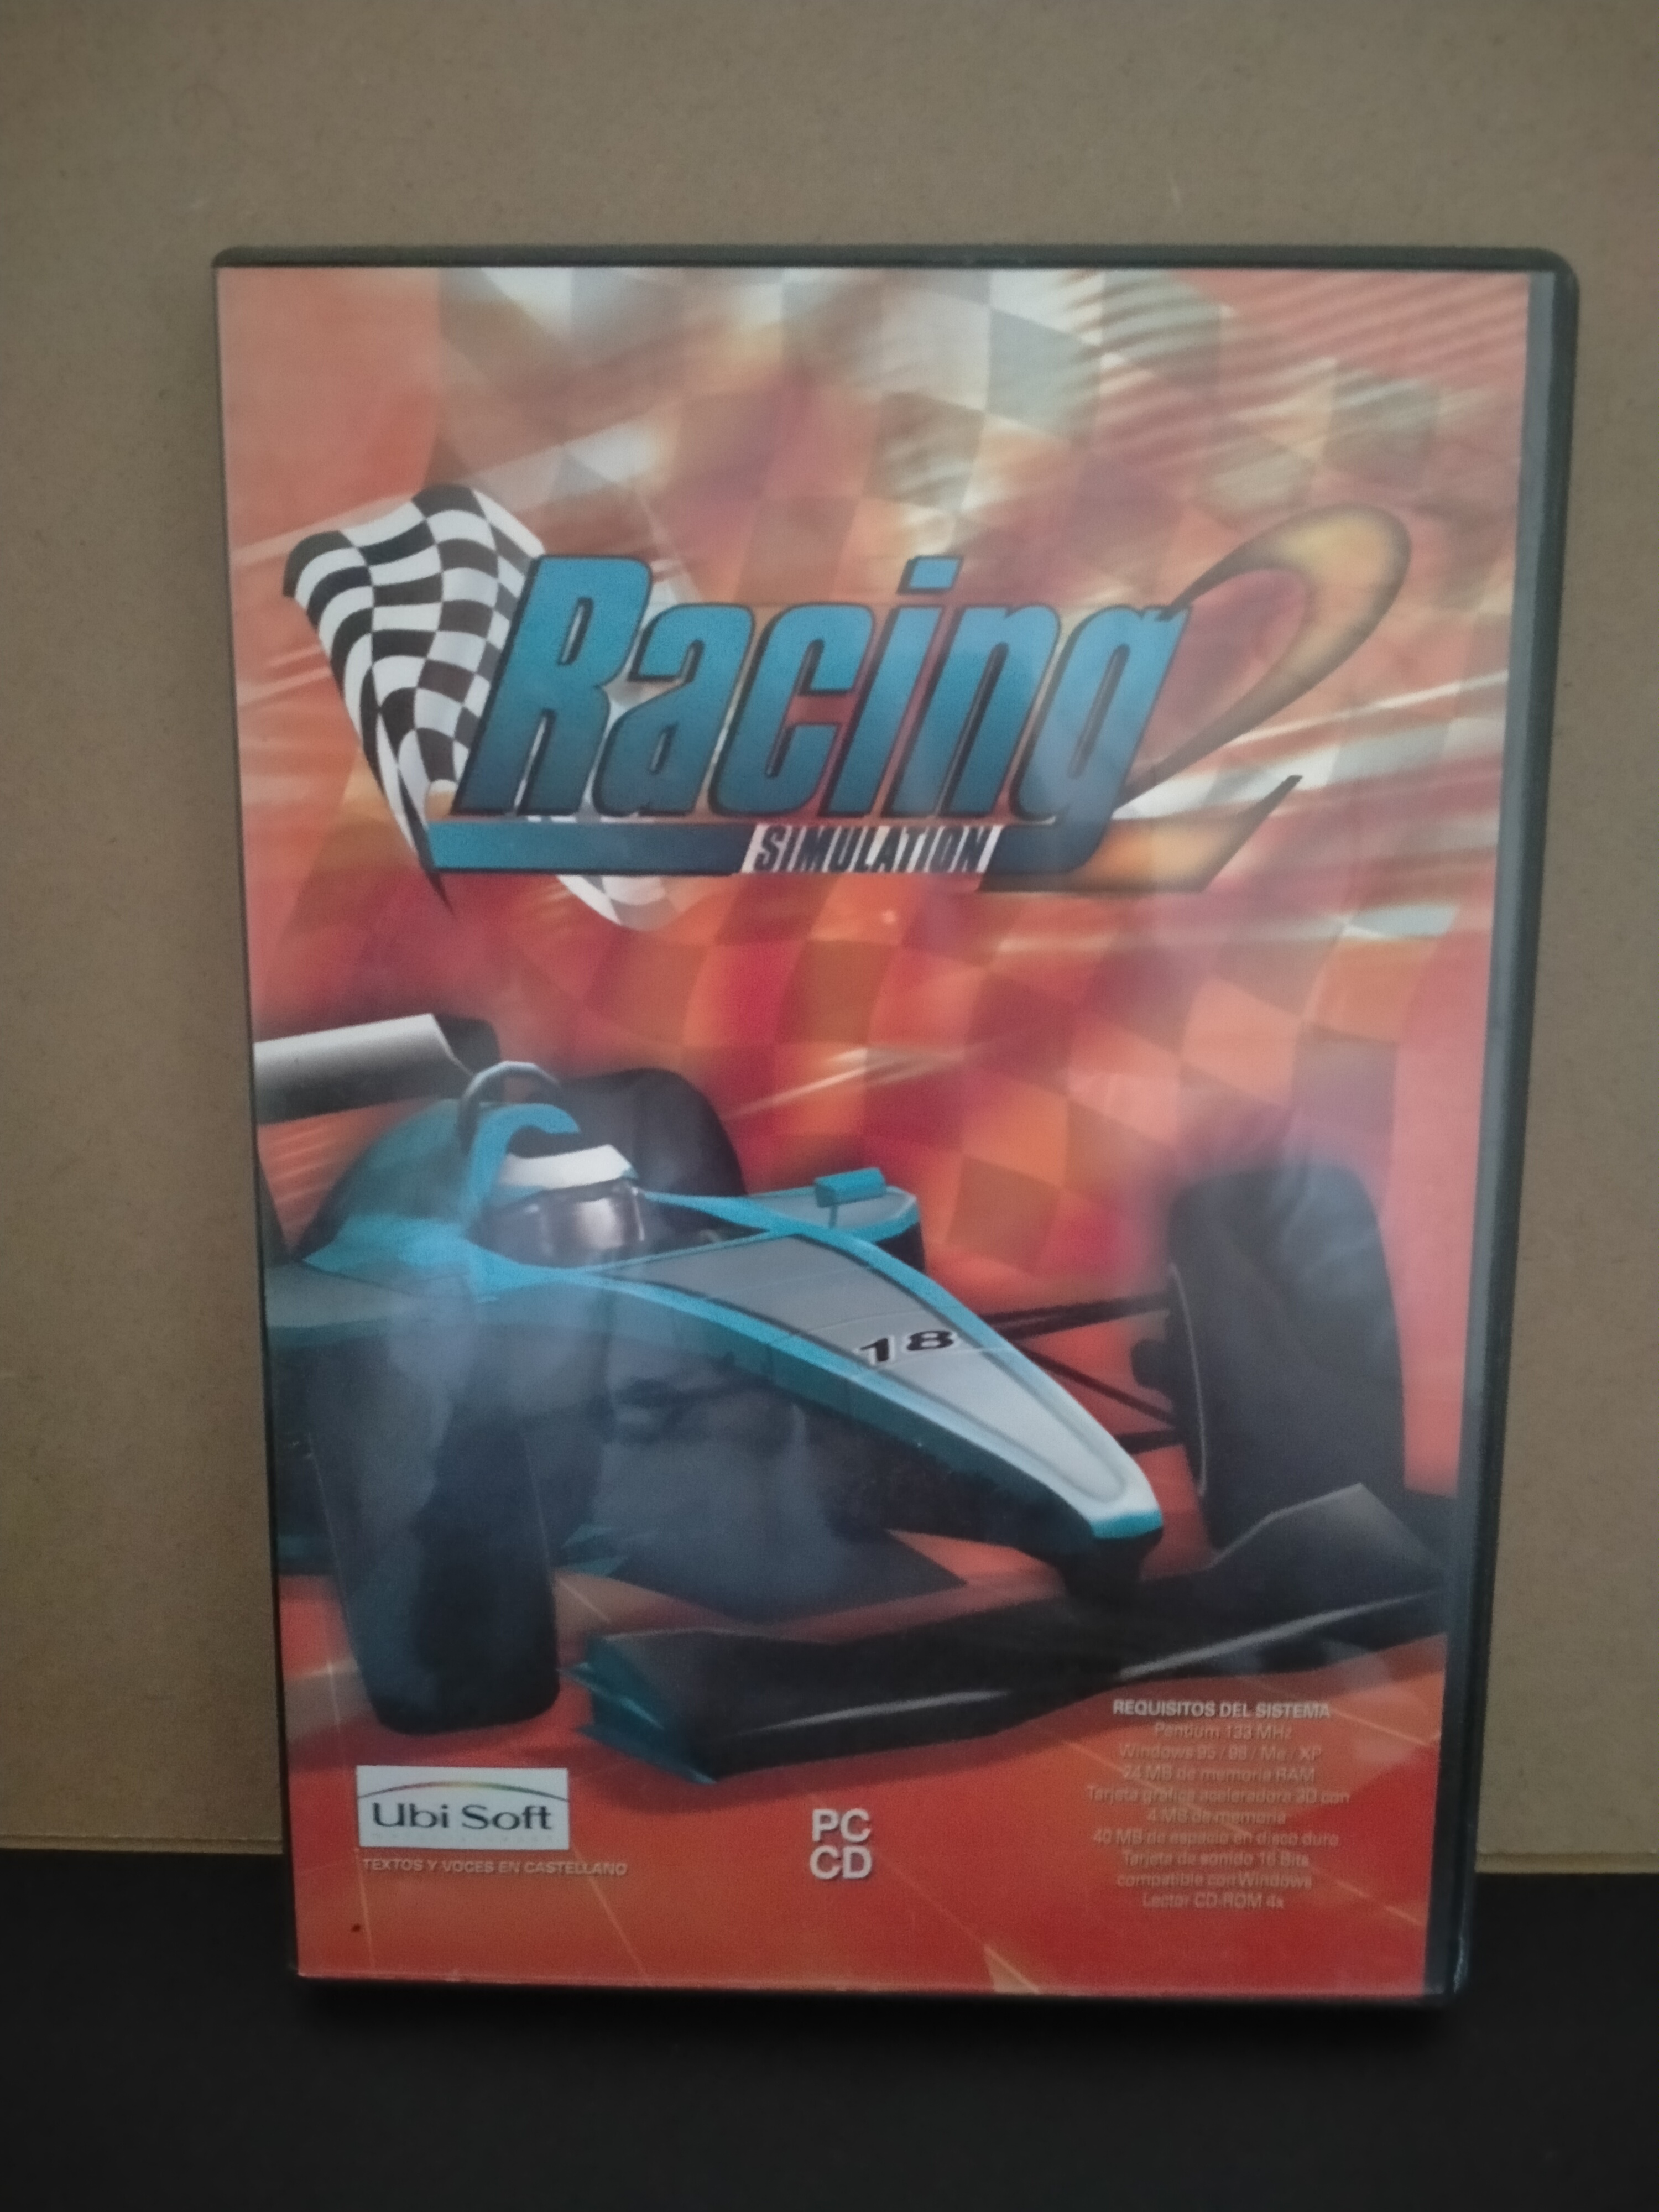 Racing 2
SIMULATION
18
REQUISITOS DEL SISTEMA
Pentium 133 MHz
Windows 95 / 98 / Me / XP
24 MB de memoria RAM
Tarjeta gráfica aceleradora 3D con
4 MB de memoria
40 MB de espacio en disco duro
Tarjeta de sonido 16 Bits
compatible con Windows
Lector CD-ROM 4x
Ubi Soft
TEXTOS Y VOCES EN CASTELLANO
PC
CD